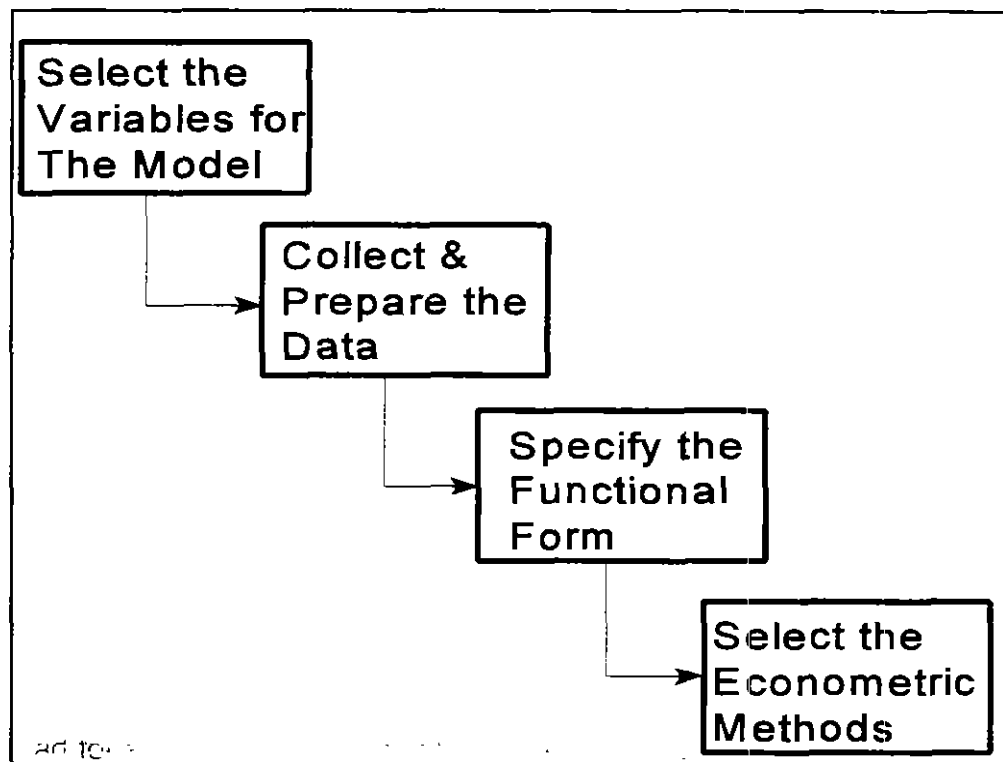 Select the
Variables for
The Model
Collect &
Prepare the
Data
Specify the
Functional
Form
Select the
Econometric
Methods